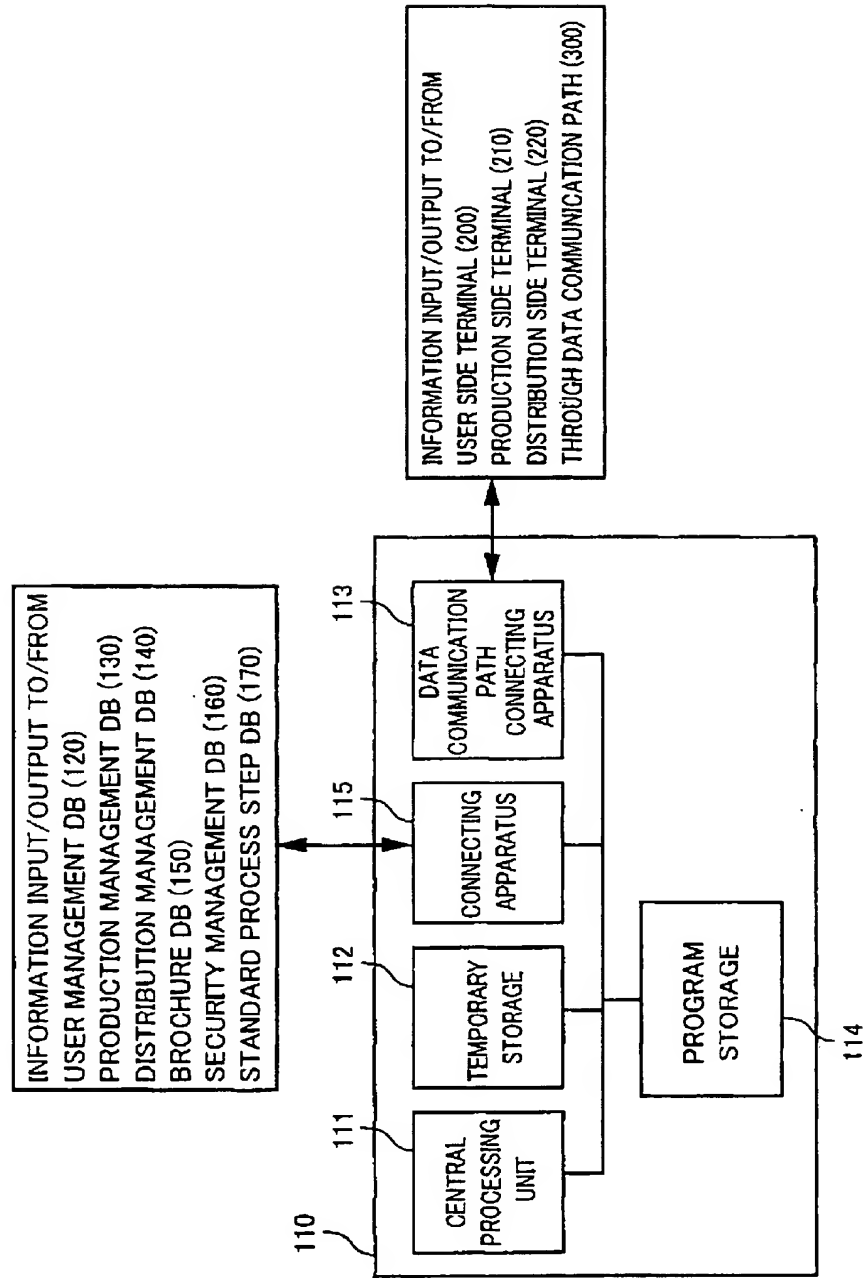 INFORMATION INPUT/OUTPUT TO/FROM
USER MANAGEMENT DB (120)
PRODUCTION MANAGEMENT DB (130)
DISTRIBUTION MANAGEMENT DB (140)
BROCHURE DB (150)
SECURITY MANAGEMENT DB (160)
STANDARD PROCESS STEP DB (170)
INFORMATION INPUT/OUTPUT TO/FROM
USER SIDE TERMINAL (200)
PRODUCTION SIDE TERMINAL (210)
DISTRIBUTION SIDE TERMINAL (220)
THROUGH DATA COMMUNICATION PATH (300)
110
111
CENTRAL
PROCESSING
UNIT
112
TEMPORARY
STORAGE
115
CONNECTING
APPARATUS
113
DATA
COMMUNICATION
PATH
CONNECTING
APPARATUS
PROGRAM
STORAGE
114